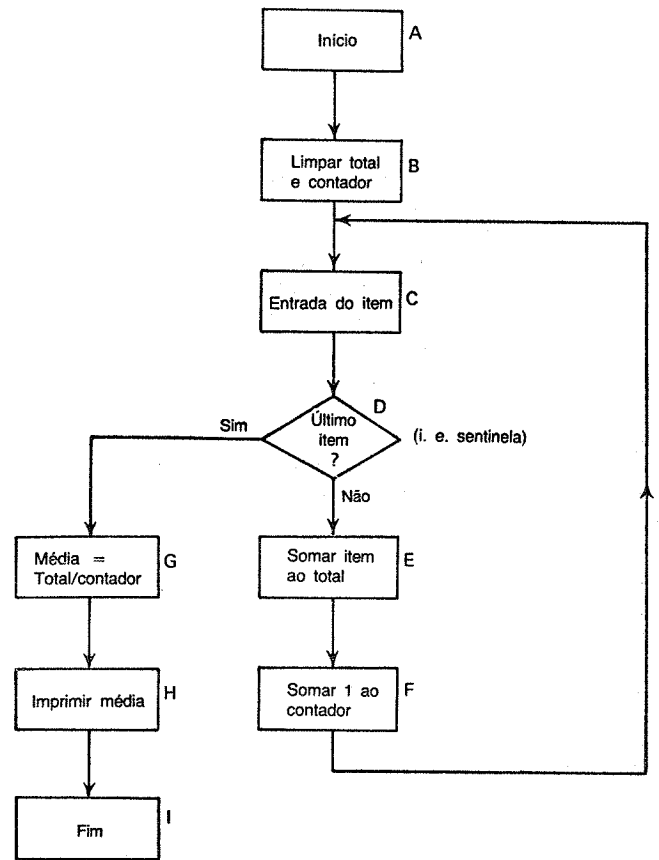 Início
A
Limpar total
e contador
B
Entrada do item
C
D
Último
item
?
(i. e. sentinela)
Sim
Não
Média =
Total/contador
G
Somar item
ao total
E
Imprimir média
H
Somar 1 ao
contador
F
Fim
I